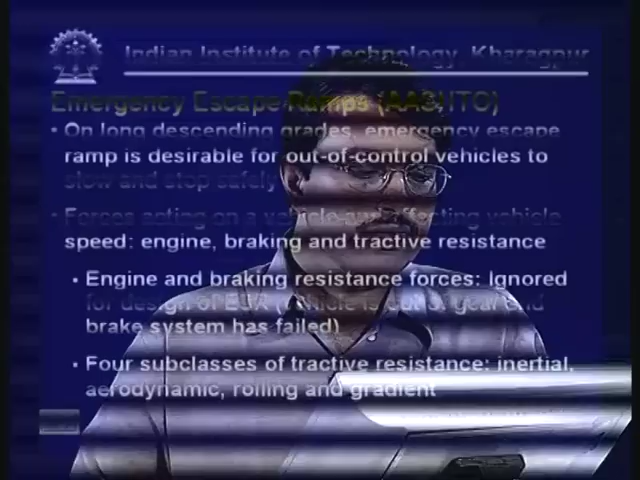 Indian Institute of Technology, Kharagpur
Emergency Escape Ramps (AASHTO)
• On long descending grades, emergency escape
ramp is desirable for out-of-control vehicles to
slow and stop safely
• Forces acting on a vehicle and affecting vehicle
speed: engine, braking and tractive resistance
• Engine and braking resistance forces: Ignored
for design of EER (vehicle is out of gear and
brake system has failed)
• Four subclasses of tractive resistance: inertial,
aerodynamic, rolling and gradient